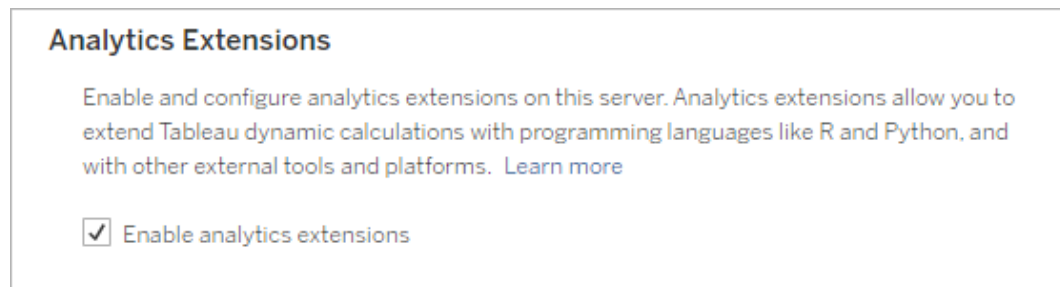 Analytics Extensions
Enable and configure analytics extensions on this server. Analytics extensions allow you to
extend Tableau dynamic calculations with programming languages like R and Python, and
with other external tools and platforms. Learn more
Enable analytics extensions